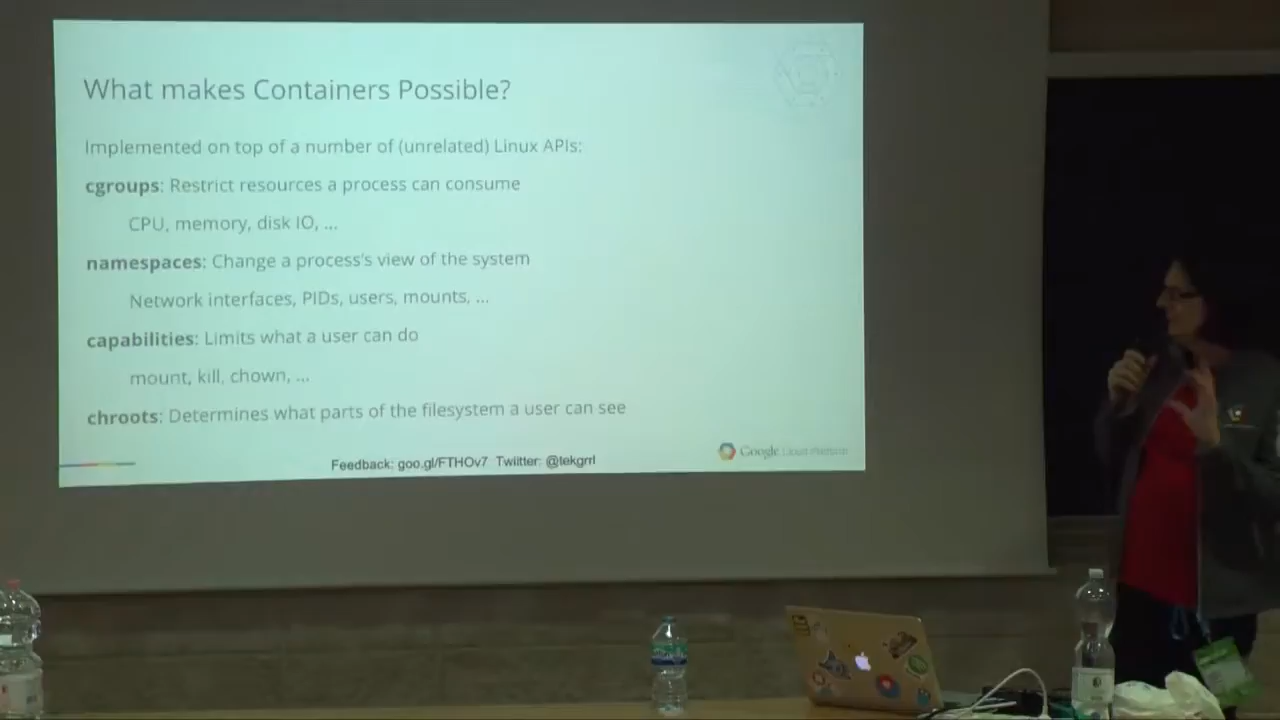 What makes Containers Possible?
Implemented on top of a number of (unrelated) Linux APIs:
cgroups: Restrict resources a process can consume
CPU, memory, disk IO, ...
namespaces: Change a process's view of the system
Network interfaces, PIDs, users, mounts, ...
capabilities: Limits what a user can do
mount, kill, chown, ...
chroots: Determines what parts of the filesystem a user can see
Feedback: goo.gl/FTHOv7 Twiitter: @tekgrrl
Google Cloud Platform